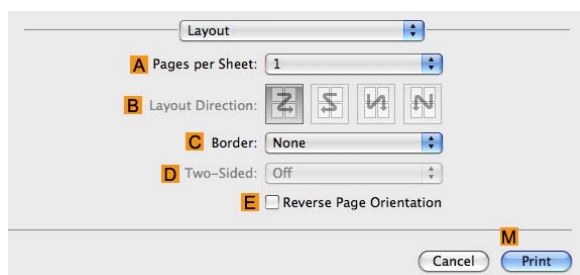 Layout
A Pages per Sheet: 1
B Layout Direction:
C Border: None
D Two-Sided: Off
E Reverse Page Orientation
M
Cancel Print